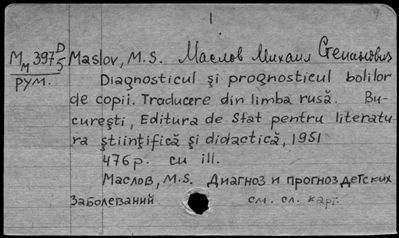 1
M_M 397 D/5 Maslov, M.S. Маслов Михаил Степанович
РУМ. Diagnosticul şi prognosticul bolilor
de copii. Traducere din limba rusă. Bu-
cureşti, Editura de Stat pentru literatu-
ra ştiinţifică şi didactică, 1951
476 p. cu ill.
Маслов, M.S. Диагноз и прогноз детских
заболеваний см. сл. карт.